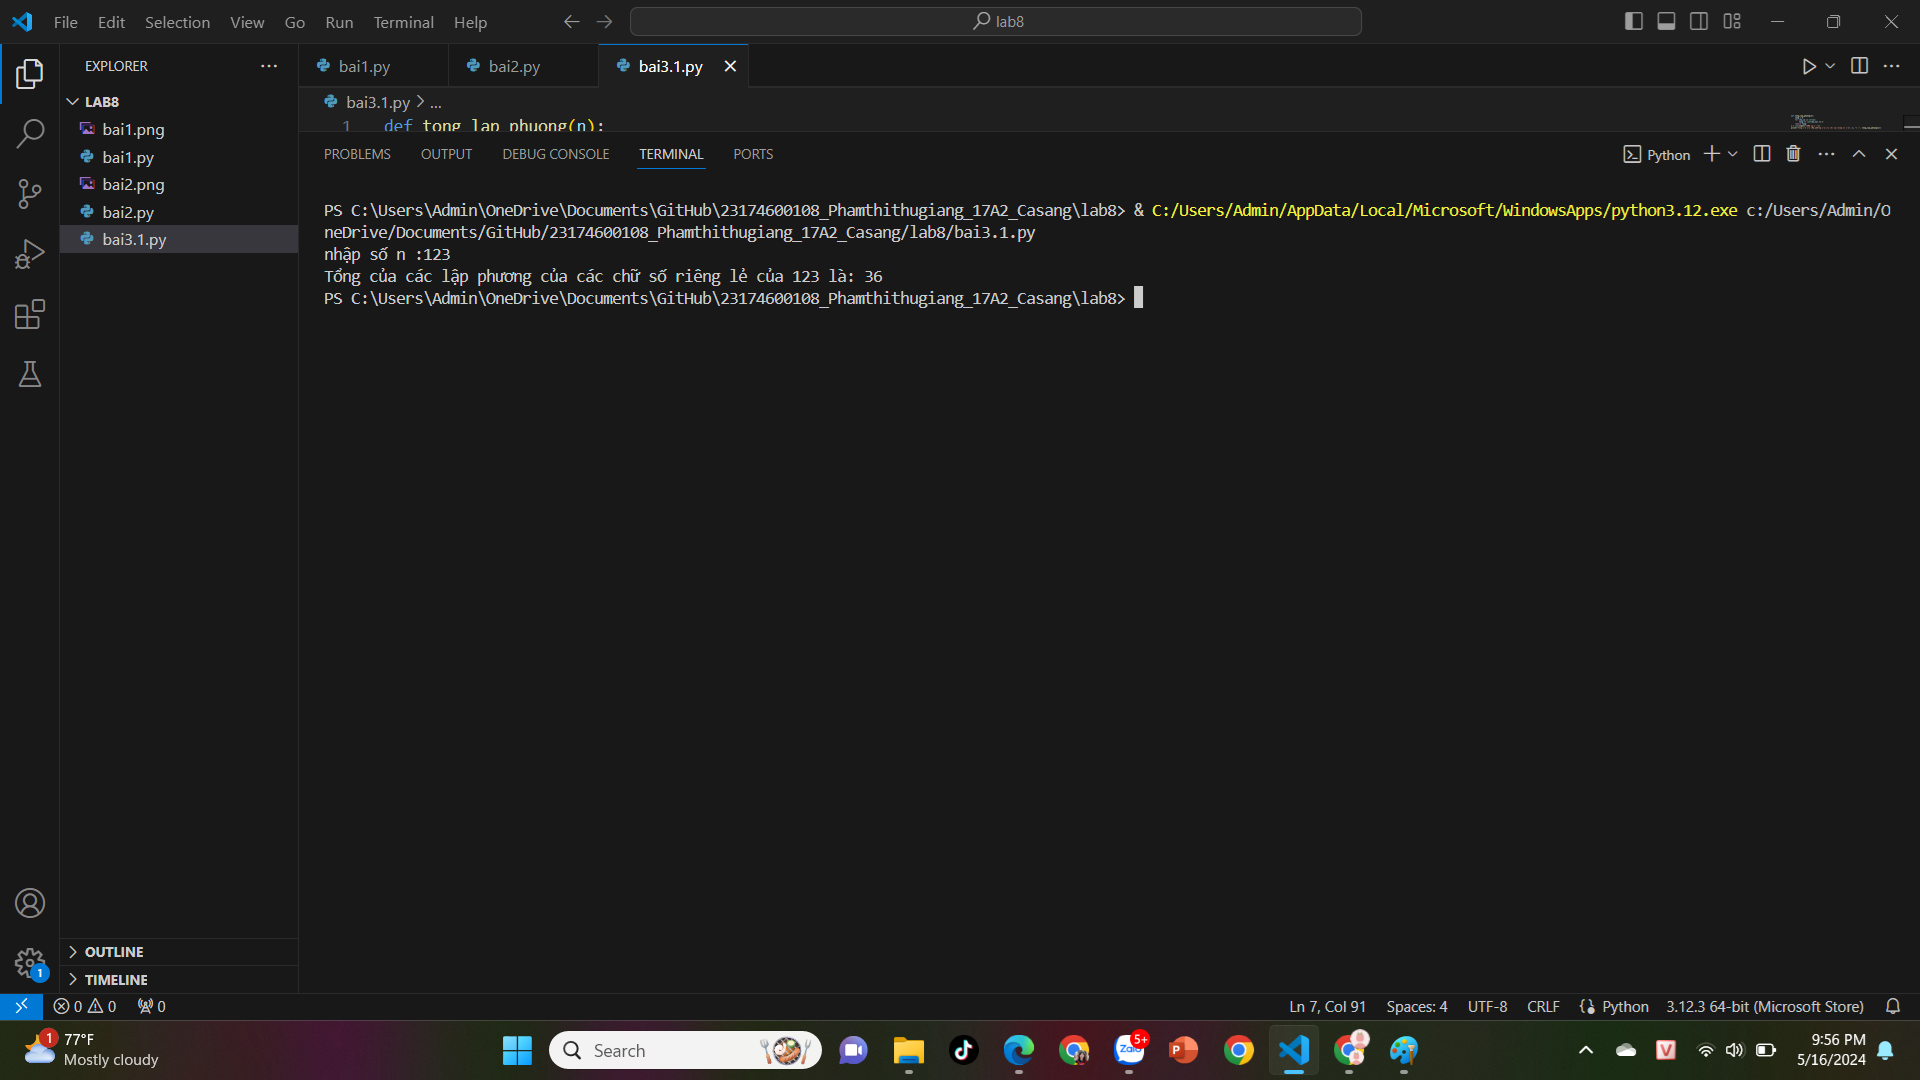 File Edit Selection View Go Run Terminal Help
lab8
EXPLORER
LAB8
bai1.png
bai1.py
bai2.png
bai2.py
bai3.1.py
OUTLINE
TIMELINE
bai1.py bai2.py bai3.1.py
bai3.1.py > ...
1 def tong_lap_phuong(n):
PROBLEMS OUTPUT DEBUG CONSOLE TERMINAL PORTS
Python
PS C:\Users\Admin\OneDrive\Documents\GitHub\23174600108_Phamthithugiang_17A2_Casang\lab8> & C:/Users/Admin/AppData/Local/Microsoft/WindowsApps/python3.12.exe c:/Users/Admin/O
neDrive/Documents/GitHub/23174600108_Phamthithugiang_17A2_Casang/lab8/bai3.1.py
nhập số n :123
Tổng của các lập phương của các chữ số riêng lẻ của 123 là: 36
PS C:\Users\Admin\OneDrive\Documents\GitHub\23174600108_Phamthithugiang_17A2_Casang\lab8>
1
0 0 0
Ln 7, Col 91 Spaces: 4 UTF-8 CRLF Python 3.12.3 64-bit (Microsoft Store)
1
77°F
Mostly cloudy
Search
Zalo
5+
P
V
9:56 PM
5/16/2024